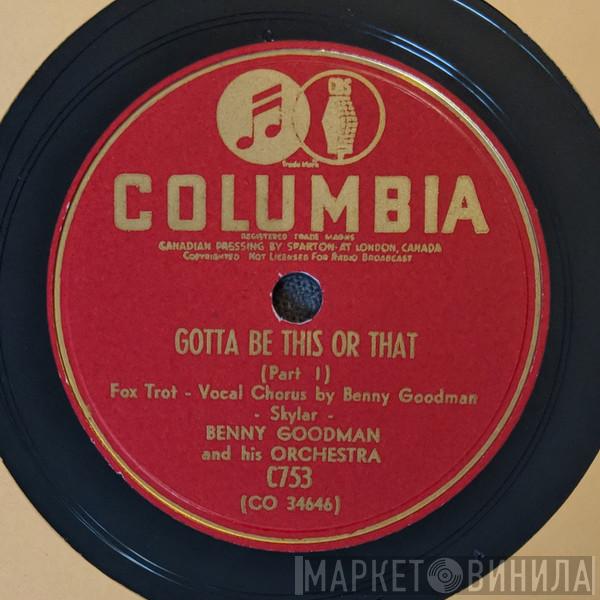 CBS
Trade Mark
COLUMBIA
REGISTERED TRADE MARKS
CANADIAN PRESSING BY SPARTON-AT LONDON, CANADA
COPYRIGHTED NOT LICENSED FOR RADIO BROADCAST
GOTTA BE THIS OR THAT
(Part 1)
Fox Trot - Vocal Chorus by Benny Goodman
- Skylar -
BENNY GOODMAN
and his ORCHESTRA
C753
(CO 34646)
МАРКЕТ ВИНИЛА